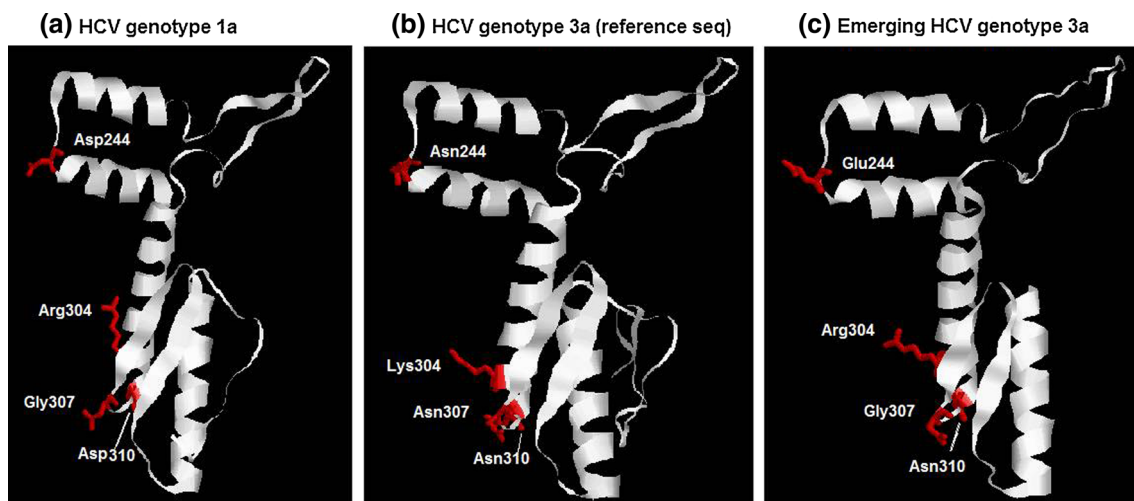 (a) HCV genotype 1a
Asp244
Arg304
Gly307
Asp310
(b) HCV genotype 3a (reference seq)
Asn244
Lys304
Asn307
Asn310
(c) Emerging HCV genotype 3a
Glu244
Arg304
Gly307
Asn310